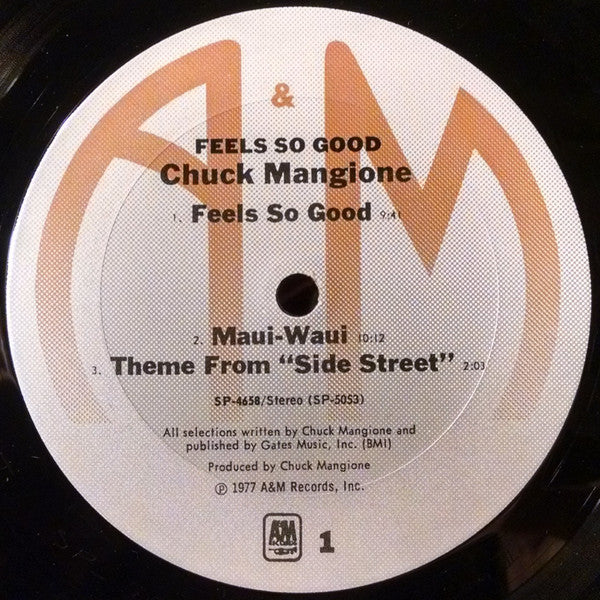 A & M
FEELS SO GOOD
Chuck Mangione
1. Feels So Good 9:41
2. Maui-Waui 10:12
3. Theme From “Side Street” 2:03
SP-4658/Stereo (SP-5053)
All selections written by Chuck Mangione and
published by Gates Music, Inc. (BMI)
Produced by Chuck Mangione
℗ 1977 A&M Records, Inc.
A&M RECORDS 1